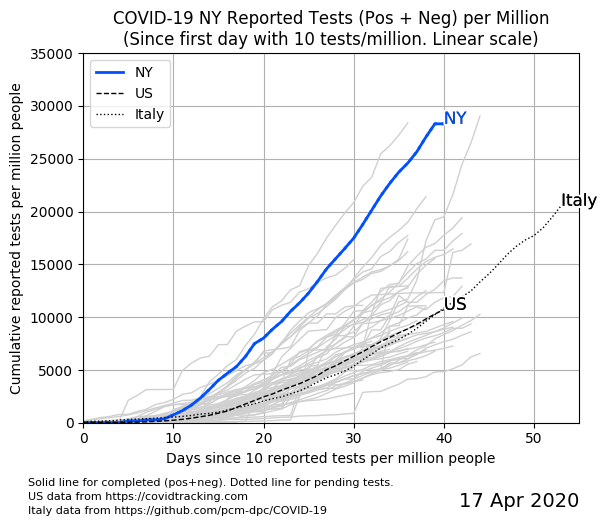 COVID-19 NY Reported Tests (Pos + Neg) per Million
(Since first day with 10 tests/million. Linear scale)
35000
30000
25000
20000
15000
10000
5000
0
Cumulative reported tests per million people
NY
US
Italy
NY
Italy
US
0 10 20 30 40 50
Days since 10 reported tests per million people
Solid line for completed (pos+neg). Dotted line for pending tests.
US data from https://covidtracking.com
Italy data from https://github.com/pcm-dpc/COVID-19
17 Apr 2020